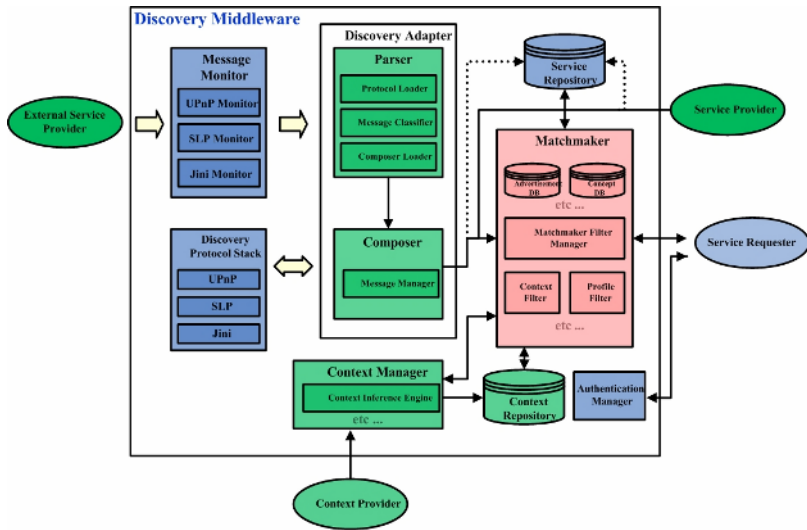 Discovery Middleware
Message
Monitor
UPnP Monitor
SLP Monitor
Jini Monitor
External Service
Provider
Discovery Adapter
Parser
Protocol Loader
Message Classifier
Composer Loader
Composer
Message Manager
Discovery
Protocol Stack
UPnP
SLP
Jini
Service
Repository
Service Provider
Matchmaker
Advertisement
DB
Concept
DB
etc ...
Matchmaker Filter
Manager
Context
Filter
Profile
Filter
etc ...
Service Requester
Context Manager
Context Inference Engine
etc ...
Context
Repository
Authentication
Manager
Context Provider